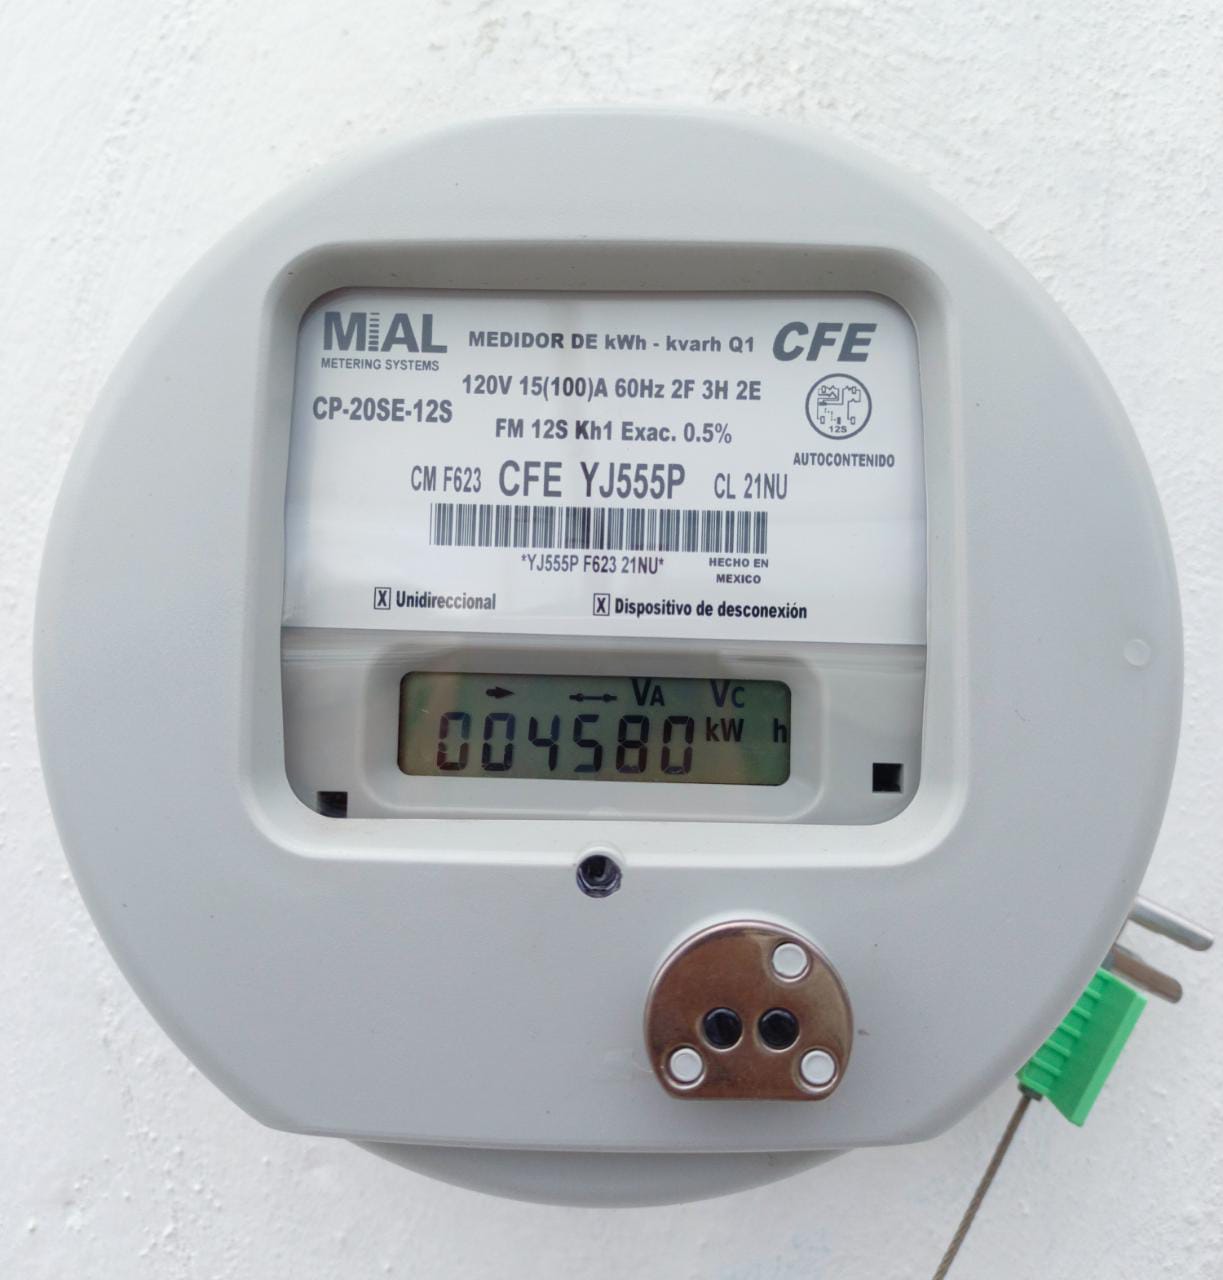 MIAL
METERING SYSTEMS
MEDIDOR DE kWh - kvarh Q1
CFE
120V 15(100)A 60Hz 2F 3H 2E
CP-20SE-12S
FM 12S Kh1 Exac. 0.5%
12S
AUTOCONTENIDO
CM F623 CFE YJ555P CL 21NU
*YJ555P F623 21NU*
HECHO EN
MEXICO
X Unidireccional
X Dispositivo de desconexión
VA VC
004580 kW h